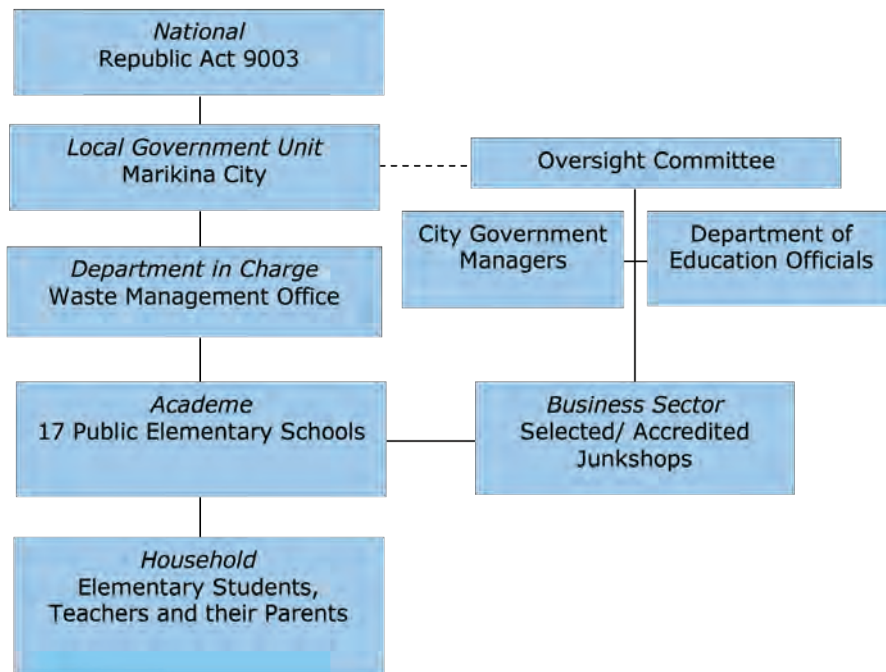 National
Republic Act 9003
Local Government Unit
Marikina City
Oversight Committee
City Government
Managers
Department of
Education Officials
Department in Charge
Waste Management Office
Academe
17 Public Elementary Schools
Business Sector
Selected/ Accredited
Junkshops
Household
Elementary Students,
Teachers and their Parents